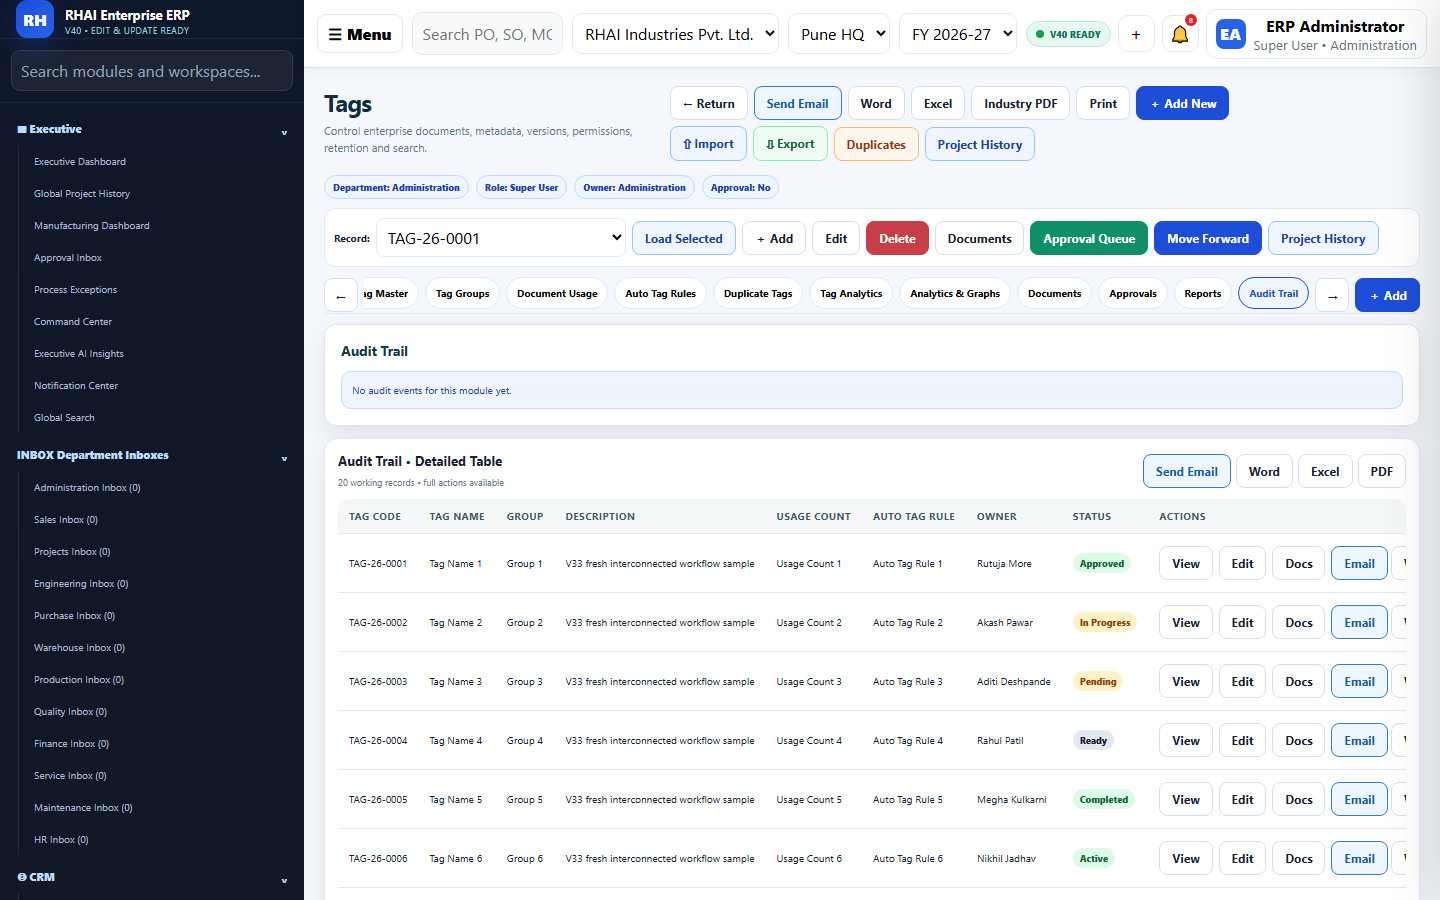 RH
RHAI Enterprise ERP
V40 • EDIT & UPDATE READY
Search modules and workspaces...
Executive
Executive Dashboard
Global Project History
Manufacturing Dashboard
Approval Inbox
Process Exceptions
Command Center
Executive AI Insights
Notification Center
Global Search
INBOX Department Inboxes
Administration Inbox (0)
Sales Inbox (0)
Projects Inbox (0)
Engineering Inbox (0)
Purchase Inbox (0)
Warehouse Inbox (0)
Production Inbox (0)
Quality Inbox (0)
Finance Inbox (0)
Service Inbox (0)
Maintenance Inbox (0)
HR Inbox (0)
CRM
☰ Menu
Search PO, SO, MO
RHAI Industries Pvt. Ltd.
Pune HQ
FY 2026-27
V40 READY
+
8
EA
ERP Administrator
Super User • Administration
Tags
Control enterprise documents, metadata, versions, permissions,
retention and search.
← Return
Send Email
Word
Excel
Industry PDF
Print
+ Add New
⇧ Import
⇩ Export
Duplicates
Project History
Department: Administration
Role: Super User
Owner: Administration
Approval: No
Record:
TAG-26-0001
Load Selected
+ Add
Edit
Delete
Documents
Approval Queue
Move Forward
Project History
←
ag Master
Tag Groups
Document Usage
Auto Tag Rules
Duplicate Tags
Tag Analytics
Analytics & Graphs
Documents
Approvals
Reports
Audit Trail
→
+ Add
Audit Trail
No audit events for this module yet.
Audit Trail • Detailed Table
20 working records • full actions available
Send Email
Word
Excel
PDF
TAG CODE TAG NAME GROUP DESCRIPTION USAGE COUNT AUTO TAG RULE OWNER STATUS ACTIONS
TAG-26-0001 Tag Name 1 Group 1 V33 fresh interconnected workflow sample Usage Count 1 Auto Tag Rule 1 Rutuja More Approved View Edit Docs Email
TAG-26-0002 Tag Name 2 Group 2 V33 fresh interconnected workflow sample Usage Count 2 Auto Tag Rule 2 Akash Pawar In Progress View Edit Docs Email
TAG-26-0003 Tag Name 3 Group 3 V33 fresh interconnected workflow sample Usage Count 3 Auto Tag Rule 3 Aditi Deshpande Pending View Edit Docs Email
TAG-26-0004 Tag Name 4 Group 4 V33 fresh interconnected workflow sample Usage Count 4 Auto Tag Rule 4 Rahul Patil Ready View Edit Docs Email
TAG-26-0005 Tag Name 5 Group 5 V33 fresh interconnected workflow sample Usage Count 5 Auto Tag Rule 5 Megha Kulkarni Completed View Edit Docs Email
TAG-26-0006 Tag Name 6 Group 6 V33 fresh interconnected workflow sample Usage Count 6 Auto Tag Rule 6 Nikhil Jadhav Active View Edit Docs Email